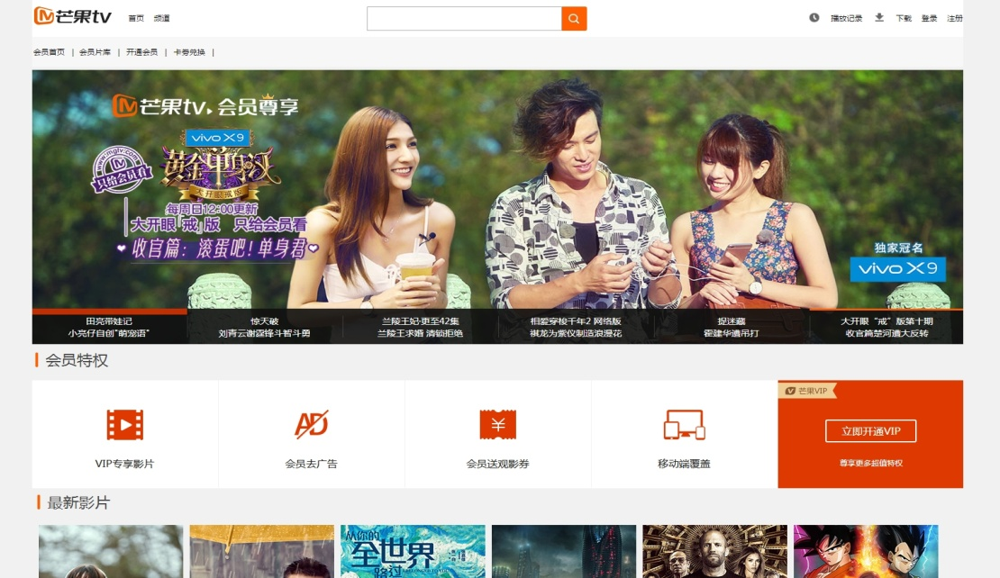 芒果TV
首页 频道
播放记录 下载 登录 注册
会员首页 | 会员片库 | 开通会员 | 卡券兑换 |
芒果tv. 会员尊享
vivo X9
www.mgtv.com
只给会员看
黄金单身汉
大开眼戒版
每周日12:00更新
大开眼 戒 版 只给会员看
收官篇：滚蛋吧！单身君
独家冠名
vivo X9
田亮带娃记
小亮仔自创"萌宠语"
惊天破
刘青云谢霆锋斗智斗勇
兰陵王妃·更至42集
兰陵王求婚 清锁拒绝
相爱穿梭千年2 网络版
祺龙为紫仪制造浪漫花
捉迷藏
霍建华遭吊打
大开眼“戒”版第十期
收官篇楚河遭大反转
会员特权
VIP专享影片
AD
会员去广告
会员送观影券
移动端覆盖
芒果VIP
立即开通VIP
尊享更多超值特权
最新影片
从你的
全世界
路过